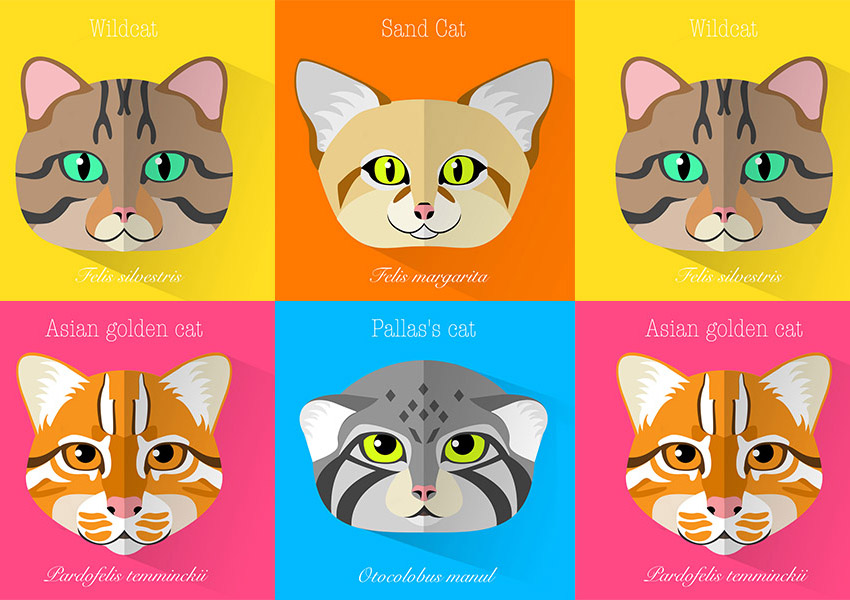 Wildcat
Sand Cat
Wildcat
Felis silvestris
Felis margarita
Felis silvestris
Asian golden cat
Pallas's cat
Asian golden cat
Pardofelis temminckii
Otocolobus manul
Pardofelis temminckii